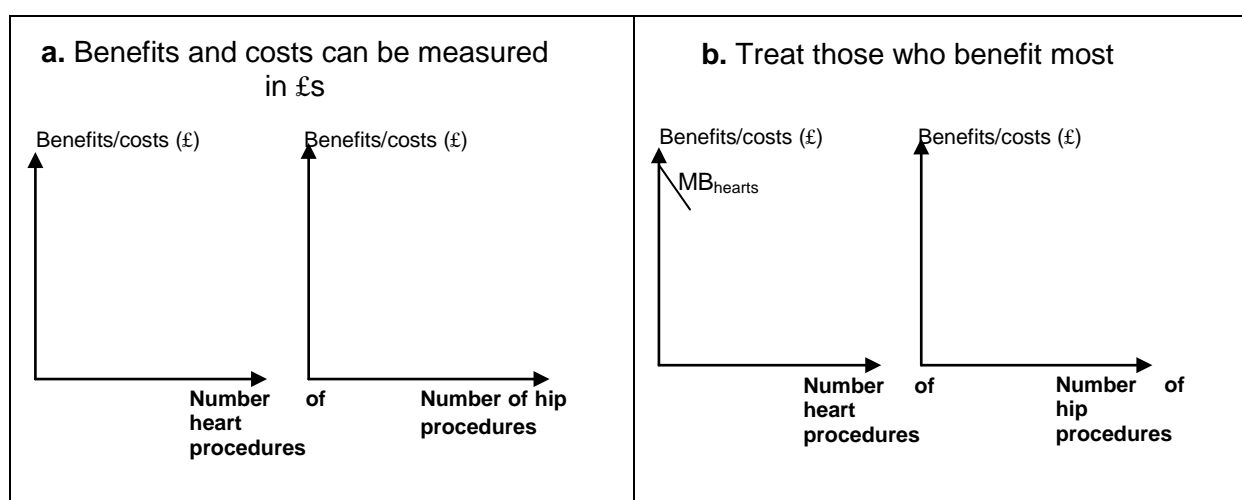 a. Benefits and costs can be measured
in £s
Benefits/costs (£)
Benefits/costs (£)
Number of
heart
procedures
Number of hip
procedures
b. Treat those who benefit most
Benefits/costs (£)
Benefits/costs (£)
MBhearts
Number of
heart
procedures
Number of
hip
procedures